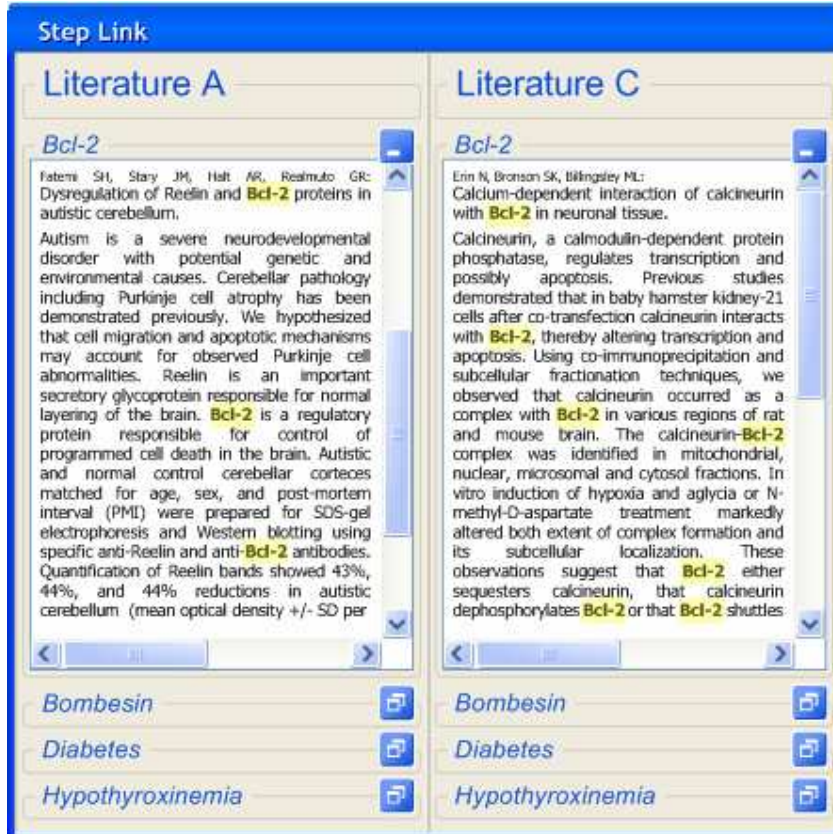 Step Link
Literature A
Bcl-2
Fatemi SH, Stary JM, Halt AR, Realmuto GR:
Dysregulation of Reelin and Bcl-2 proteins in
autistic cerebellum.
Autism is a severe neurodevelopmental
disorder with potential genetic and
environmental causes. Cerebellar pathology
including Purkinje cell atrophy has been
demonstrated previously. We hypothesized
that cell migration and apoptotic mechanisms
may account for observed Purkinje cell
abnormalities. Reelin is an important
secretory glycoprotein responsible for normal
layering of the brain. Bcl-2 is a regulatory
protein responsible for control of
programmed cell death in the brain. Autistic
and normal control cerebellar corteces
matched for age, sex, and post-mortem
interval (PMI) were prepared for SDS-gel
electrophoresis and Western blotting using
specific anti-Reelin and anti-Bcl-2 antibodies.
Quantification of Reelin bands showed 43%,
44%, and 44% reductions in autistic
cerebellum (mean optical density +/- SD per
Bombesin
Diabetes
Hypothyroxinemia
Literature C
Bcl-2
Erin N, Bronson SK, Billingsley ML:
Calcium-dependent interaction of calcineurin
with Bcl-2 in neuronal tissue.
Calcineurin, a calmodulin-dependent protein
phosphatase, regulates transcription and
possibly apoptosis. Previous studies
demonstrated that in baby hamster kidney-21
cells after co-transfection calcineurin interacts
with Bcl-2, thereby altering transcription and
apoptosis. Using co-immunoprecipitation and
subcellular fractionation techniques, we
observed that calcineurin occurred as a
complex with Bcl-2 in various regions of rat
and mouse brain. The calcineurin-Bcl-2
complex was identified in mitochondrial,
nuclear, microsomal and cytosol fractions. In
vitro induction of hypoxia and aglycia or N-
methyl-D-aspartate treatment markedly
altered both extent of complex formation and
its subcellular localization. These
observations suggest that Bcl-2 either
sequesters calcineurin, that calcineurin
dephosphorylates Bcl-2 or that Bcl-2 shuttles
Bombesin
Diabetes
Hypothyroxinemia